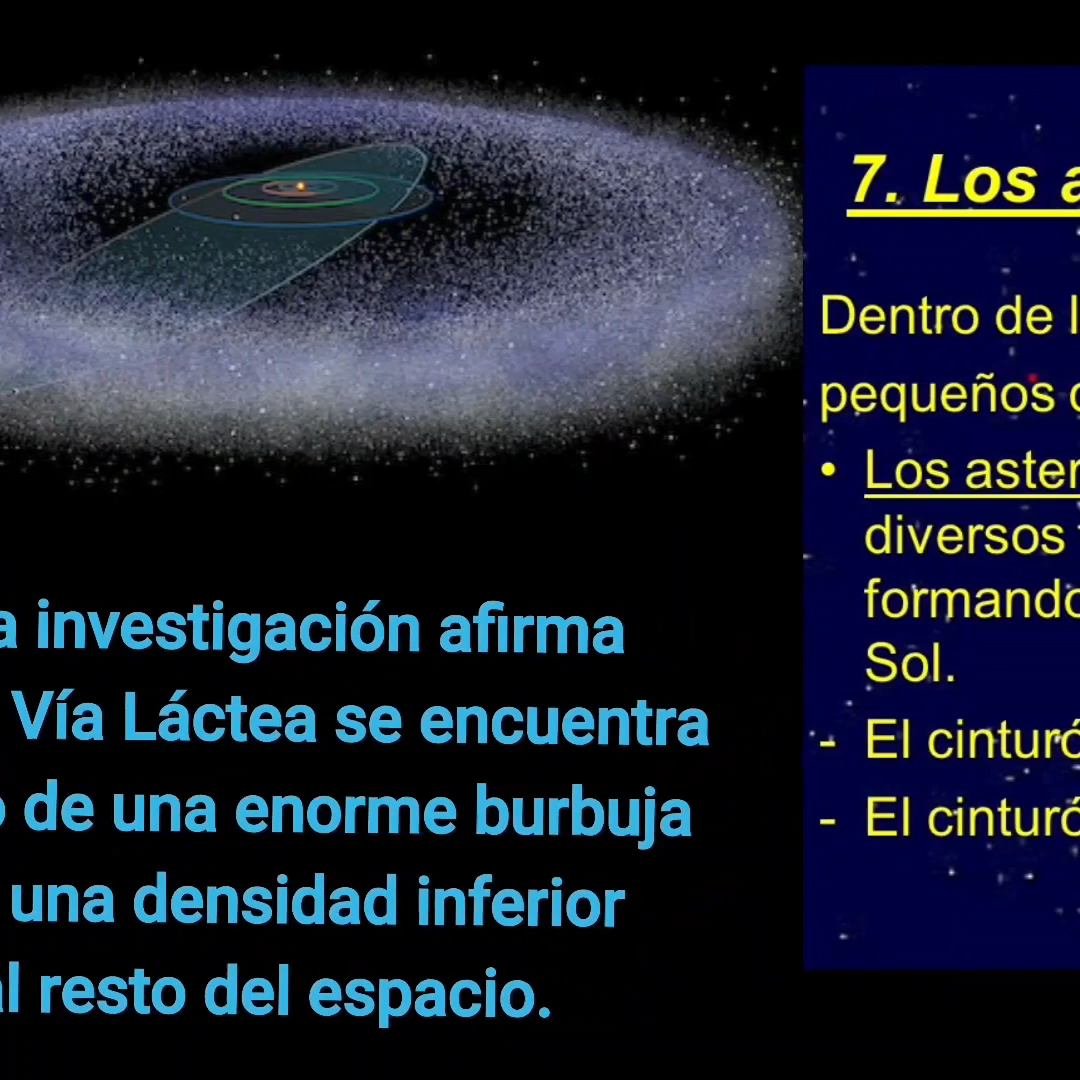 investigación afirma
Vía Láctea se encuentra
de una enorme burbuja
una densidad inferior
al resto del espacio.
7. Los
Dentro de
pequeños
• Los aster
diversos
formando
Sol.
- El cinturó
- El cinturó